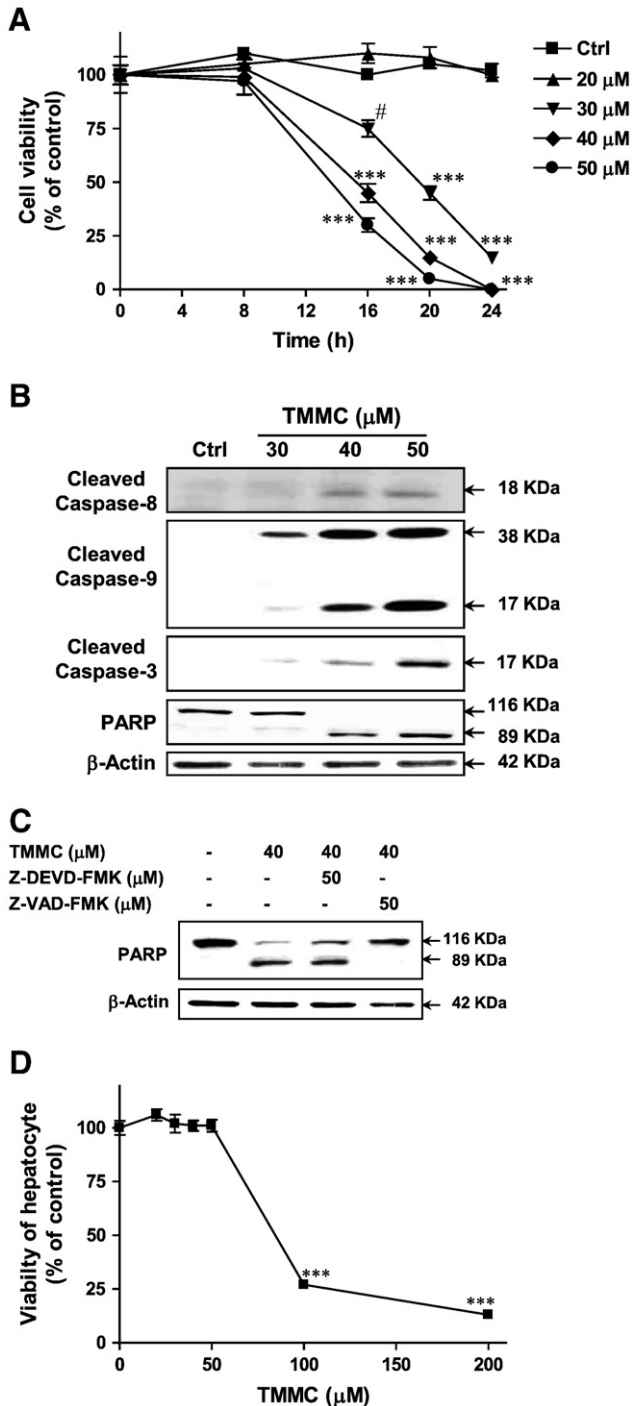 A
Cell viability
(% of control)
100
75
50
25
0
#
***
***
***
***
***
***
***
0 4 8 12 16 20 24
Time (h)
Ctrl
20 μM
30 μM
40 μM
50 μM
B
TMMC (μM)
Ctrl 30 40 50
Cleaved
Caspase-8
18 KDa
Cleaved
Caspase-9
38 KDa
17 KDa
Cleaved
Caspase-3
17 KDa
PARP
116 KDa
89 KDa
β-Actin
42 KDa
C
TMMC (μM) - 40 40 40
Z-DEVD-FMK (μM) - - 50 -
Z-VAD-FMK (μM) - - - 50
PARP
116 KDa
89 KDa
β-Actin
42 KDa
D
Viabilty of hepatocyte
(% of control)
100
75
50
25
0
***
***
0 50 100 150 200
TMMC (μM)